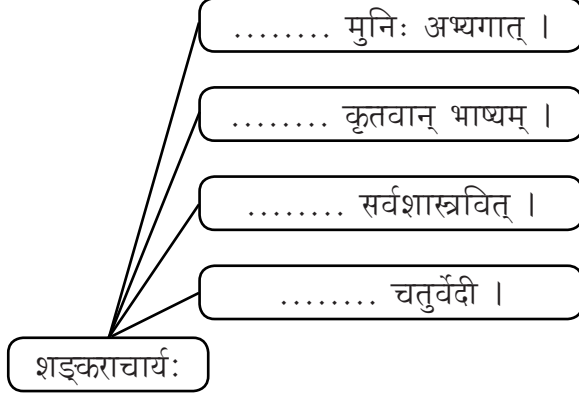 ........ मुनिः अभ्यगात् ।
........ कृतवान् भाष्यम् ।
........ सर्वशास्त्रवित् ।
........ चतुर्वेदी ।
शङ्कराचार्यः